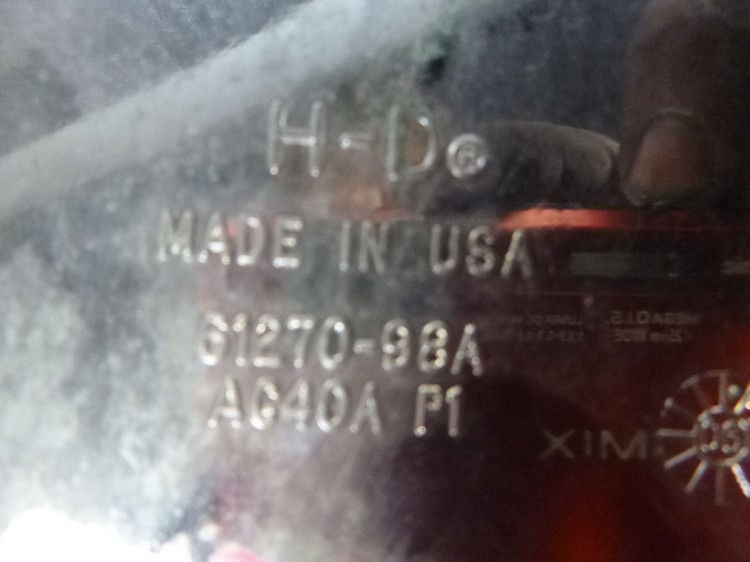 H-D®
MADE IN USA
61270-98A
AC40A P1
XIM